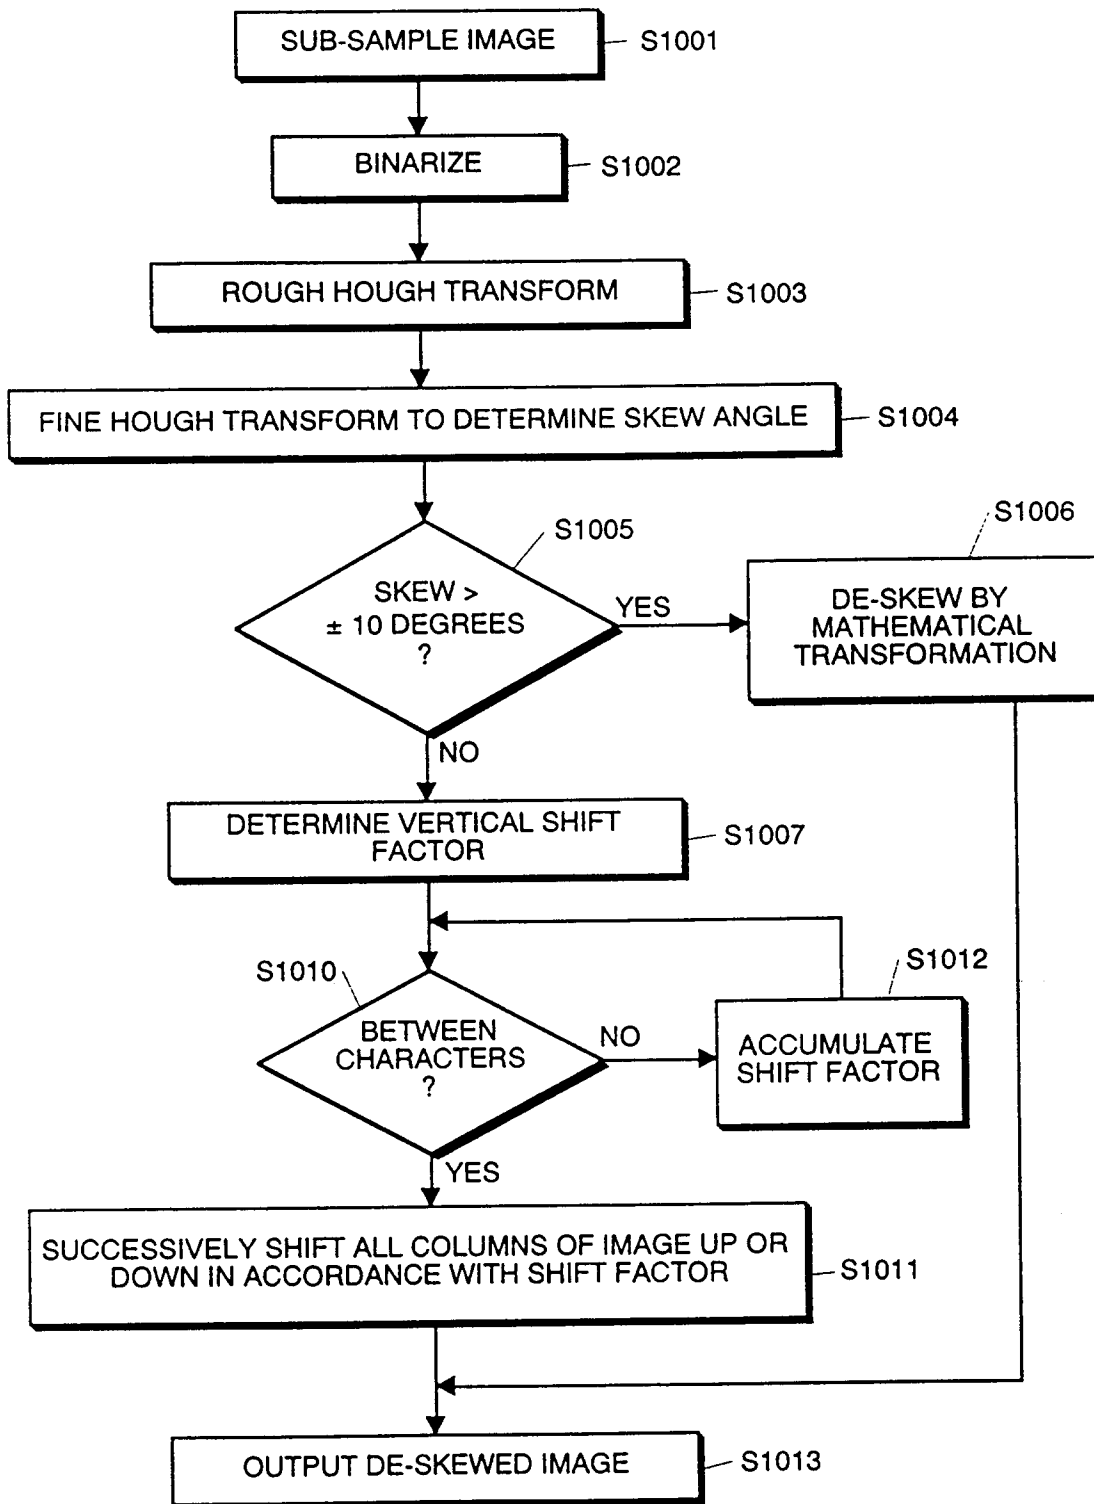 SUB-SAMPLE IMAGE
S1001
BINARIZE
S1002
ROUGH HOUGH TRANSFORM
S1003
FINE HOUGH TRANSFORM TO DETERMINE SKEW ANGLE
S1004
S1005
SKEW >
± 10 DEGREES
?
YES
S1006
DE-SKEW BY
MATHEMATICAL
TRANSFORMATION
NO
DETERMINE VERTICAL SHIFT
FACTOR
S1007
S1010
BETWEEN
CHARACTERS
?
NO
S1012
ACCUMULATE
SHIFT FACTOR
YES
SUCCESSIVELY SHIFT ALL COLUMNS OF IMAGE UP OR
DOWN IN ACCORDANCE WITH SHIFT FACTOR
S1011
OUTPUT DE-SKEWED IMAGE
S1013